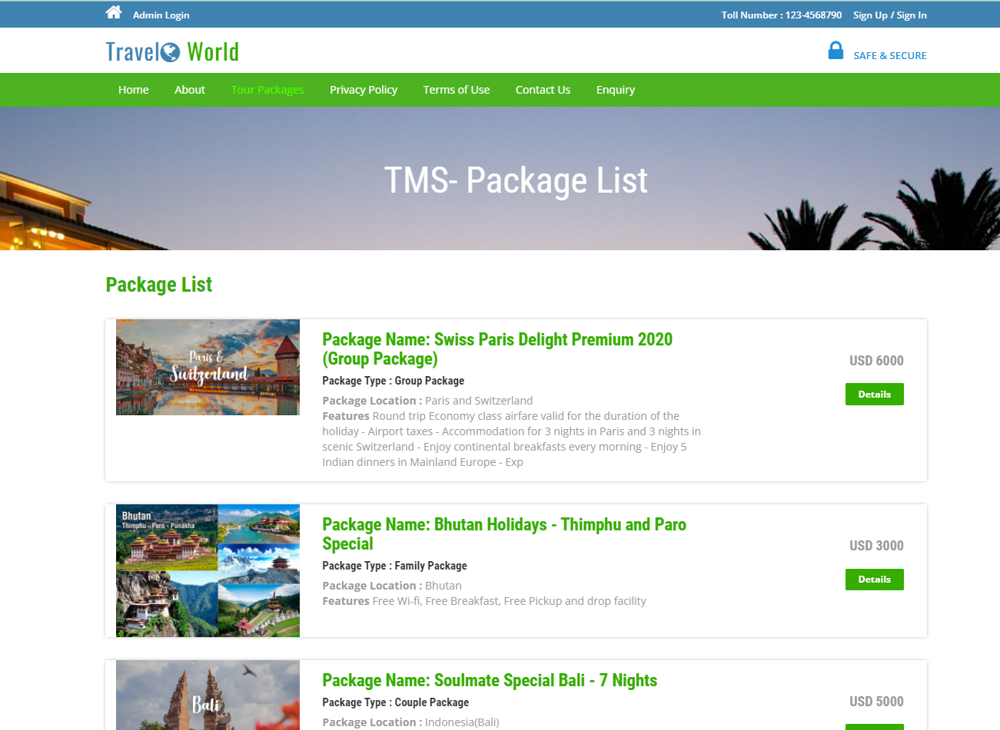 Admin Login
Toll Number : 123-4568790 Sign Up / Sign In
Travel World
SAFE & SECURE
Home About Tour Packages Privacy Policy Terms of Use Contact Us Enquiry
TMS- Package List
Package List
Paris &
Switzerland
Package Name: Swiss Paris Delight Premium 2020
(Group Package)
Package Type : Group Package
Package Location : Paris and Switzerland
Features Round trip Economy class airfare valid for the duration of the
holiday - Airport taxes - Accommodation for 3 nights in Paris and 3 nights in
scenic Switzerland - Enjoy continental breakfasts every morning - Enjoy 5
Indian dinners in Mainland Europe - Exp
USD 6000
Details
Bhutan
Thimphu - Paro - Punakha
Package Name: Bhutan Holidays - Thimphu and Paro
Special
Package Type : Family Package
Package Location : Bhutan
Features Free Wi-fi, Free Breakfast, Free Pickup and drop facility
USD 3000
Details
Bali
Package Name: Soulmate Special Bali - 7 Nights
Package Type : Couple Package
Package Location : Indonesia(Bali)
USD 5000